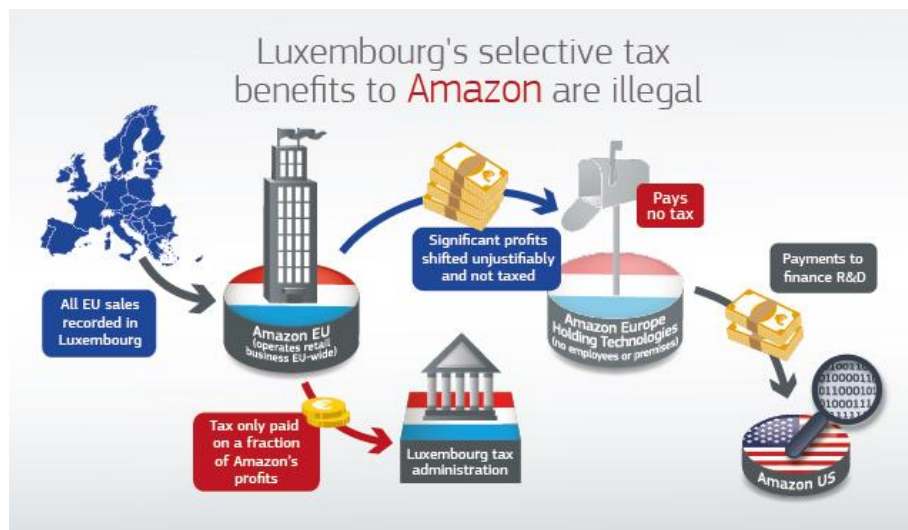 Luxembourg's selective tax
benefits to Amazon are illegal
All EU sales
recorded in
Luxembourg
Amazon EU
(operates retail
business EU-wide)
Significant profits
shifted unjustifiably
and not taxed
Pays
no tax
Amazon Europe
Holding Technologies
(no employees or premises)
Payments to
finance R&D
Tax only paid
on a fraction
of Amazon's
profits
Luxembourg tax
administration
Amazon US